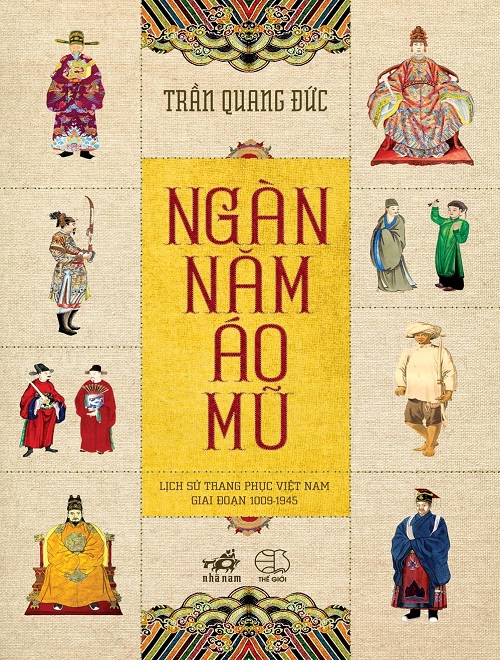 TRẦN QUANG ĐỨC
NGÀN
NĂM
ÁO
MŨ
LỊCH SỬ TRANG PHỤC VIỆT NAM
GIAI ĐOẠN 1009-1945
nhã nam
THẾ GIỚI